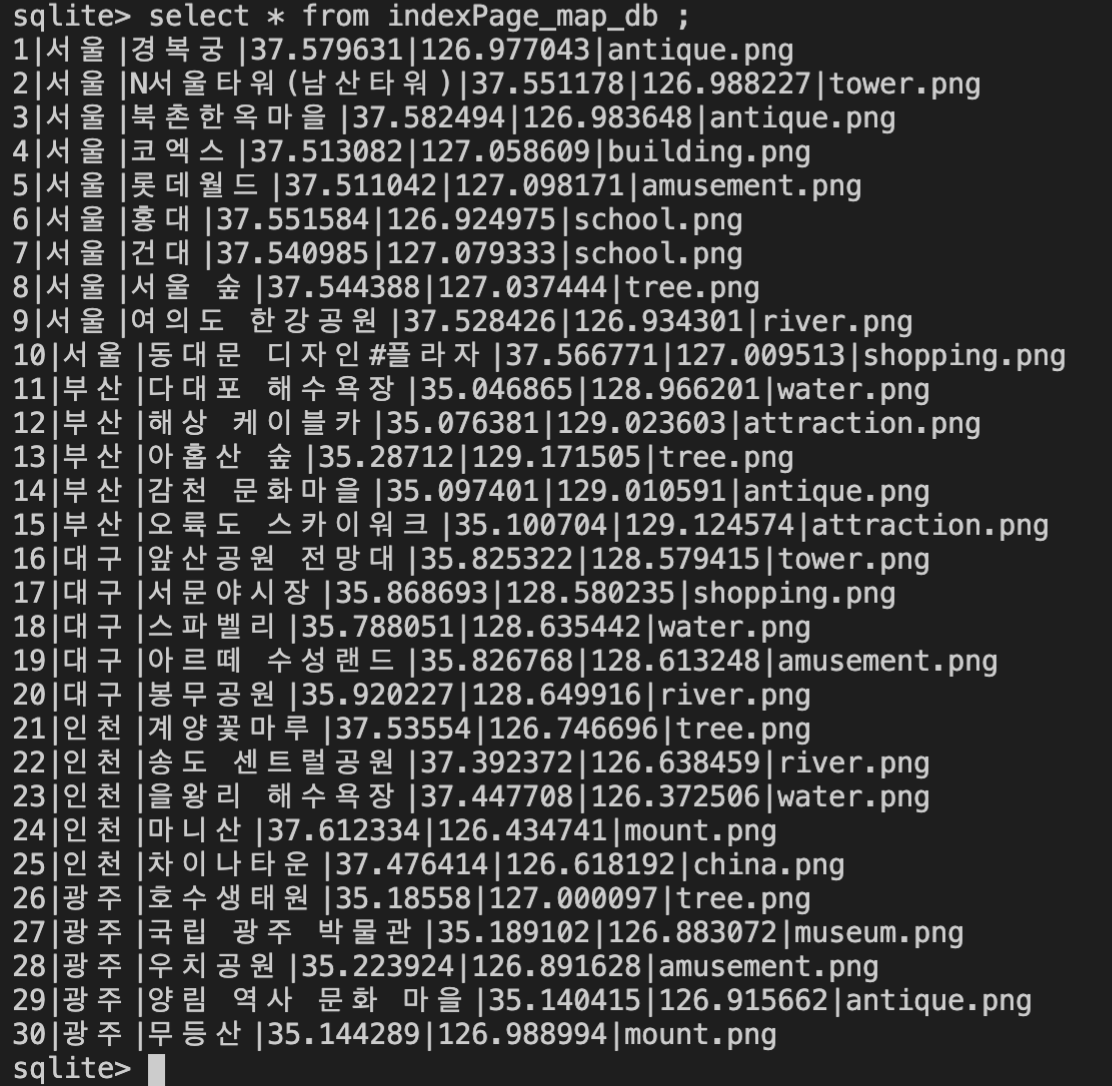 sqlite> select * from indexPage_map_db ;
1|서울|경복궁|37.579631|126.977043|antique.png
2|서울|N서울타워(남산타워)|37.551178|126.988227|tower.png
3|서울|북촌한옥마을|37.582494|126.983648|antique.png
4|서울|코엑스|37.513082|127.058609|building.png
5|서울|롯데월드|37.511042|127.098171|amusement.png
6|서울|홍대|37.551584|126.924975|school.png
7|서울|건대|37.540985|127.079333|school.png
8|서울|서울 숲|37.544388|127.037444|tree.png
9|서울|여의도 한강공원|37.528426|126.934301|river.png
10|서울|동대문 디자인#플라자|37.566771|127.009513|shopping.png
11|부산|다대포 해수욕장|35.046865|128.966201|water.png
12|부산|해상 케이블카|35.076381|129.023603|attraction.png
13|부산|아홉산 숲|35.28712|129.171505|tree.png
14|부산|감천 문화마을|35.097401|129.010591|antique.png
15|부산|오륙도 스카이워크|35.100704|129.124574|attraction.png
16|대구|앞산공원 전망대|35.825322|128.579415|tower.png
17|대구|서문야시장|35.868693|128.580235|shopping.png
18|대구|스파벨리|35.788051|128.635442|water.png
19|대구|아르떼 수성랜드|35.826768|128.613248|amusement.png
20|대구|봉무공원|35.920227|128.649916|river.png
21|인천|계양꽃마루|37.53554|126.746696|tree.png
22|인천|송도 센트럴공원|37.392372|126.638459|river.png
23|인천|을왕리 해수욕장|37.447708|126.372506|water.png
24|인천|마니산|37.612334|126.434741|mount.png
25|인천|차이나타운|37.476414|126.618192|china.png
26|광주|호수생태원|35.18558|127.000097|tree.png
27|광주|국립 광주 박물관|35.189102|126.883072|museum.png
28|광주|우치공원|35.223924|126.891628|amusement.png
29|광주|양림 역사 문화 마을|35.140415|126.915662|antique.png
30|광주|무등산|35.144289|126.988994|mount.png
sqlite>